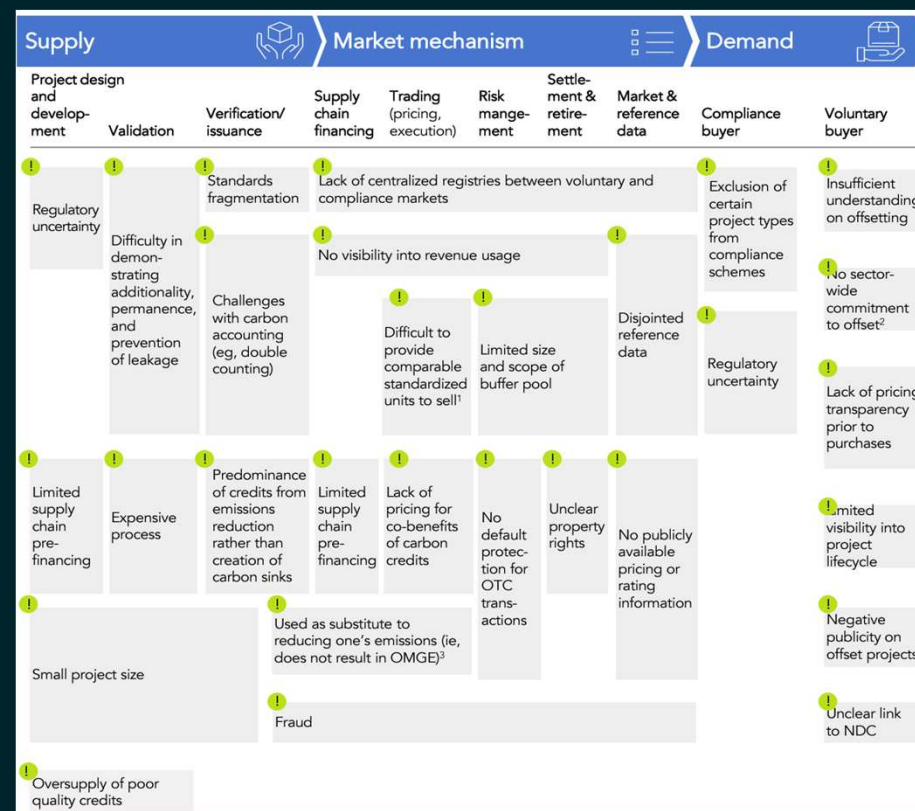 Supply
Market mechanism
Demand
Project design
and
develop-
ment
Validation
Verification/
issuance
Supply
chain
financing
Trading
(pricing,
execution)
Risk
mange-
ment
Settle-
ment &
retire-
ment
Market &
reference
data
Compliance
buyer
Voluntary
buyer
!
Regulatory
uncertainty
!
Difficulty in
demon-
strating
additionality,
permanence,
and
prevention
of leakage
!
Standards
fragmentation
!
Lack of centralized registries between voluntary and
compliance markets
!
Exclusion of
certain
project types
from
compliance
schemes
!
Insufficient
understanding
on offsetting
!
Challenges
with carbon
accounting
(eg, double
counting)
!
No visibility into revenue usage
!
Difficult to
provide
comparable
standardized
units to sell¹
!
Limited size
and scope of
buffer pool
!
Disjointed
reference
data
!
Regulatory
uncertainty
!
No sector-
wide
commitment
to offset²
!
Lack of pricing
transparency
prior to
purchases
!
Limited
supply
chain
pre-
financing
!
Expensive
process
!
Predominance
of credits from
emissions
reduction
rather than
creation of
carbon sinks
!
Limited
supply
chain
pre-
financing
!
Lack of
pricing for
co-benefits
of carbon
credits
!
No
default
protec-
tion for
OTC
trans-
actions
!
Unclear
property
rights
!
No publicly
available
pricing or
rating
information
!
Limited
visibility into
project
lifecycle
!
Small project size
!
Used as substitute to
reducing one's emissions (ie,
does not result in OMGE)³
!
Negative
publicity on
offset projects
!
Fraud
!
Unclear link
to NDC
!
Oversupply of poor
quality credits